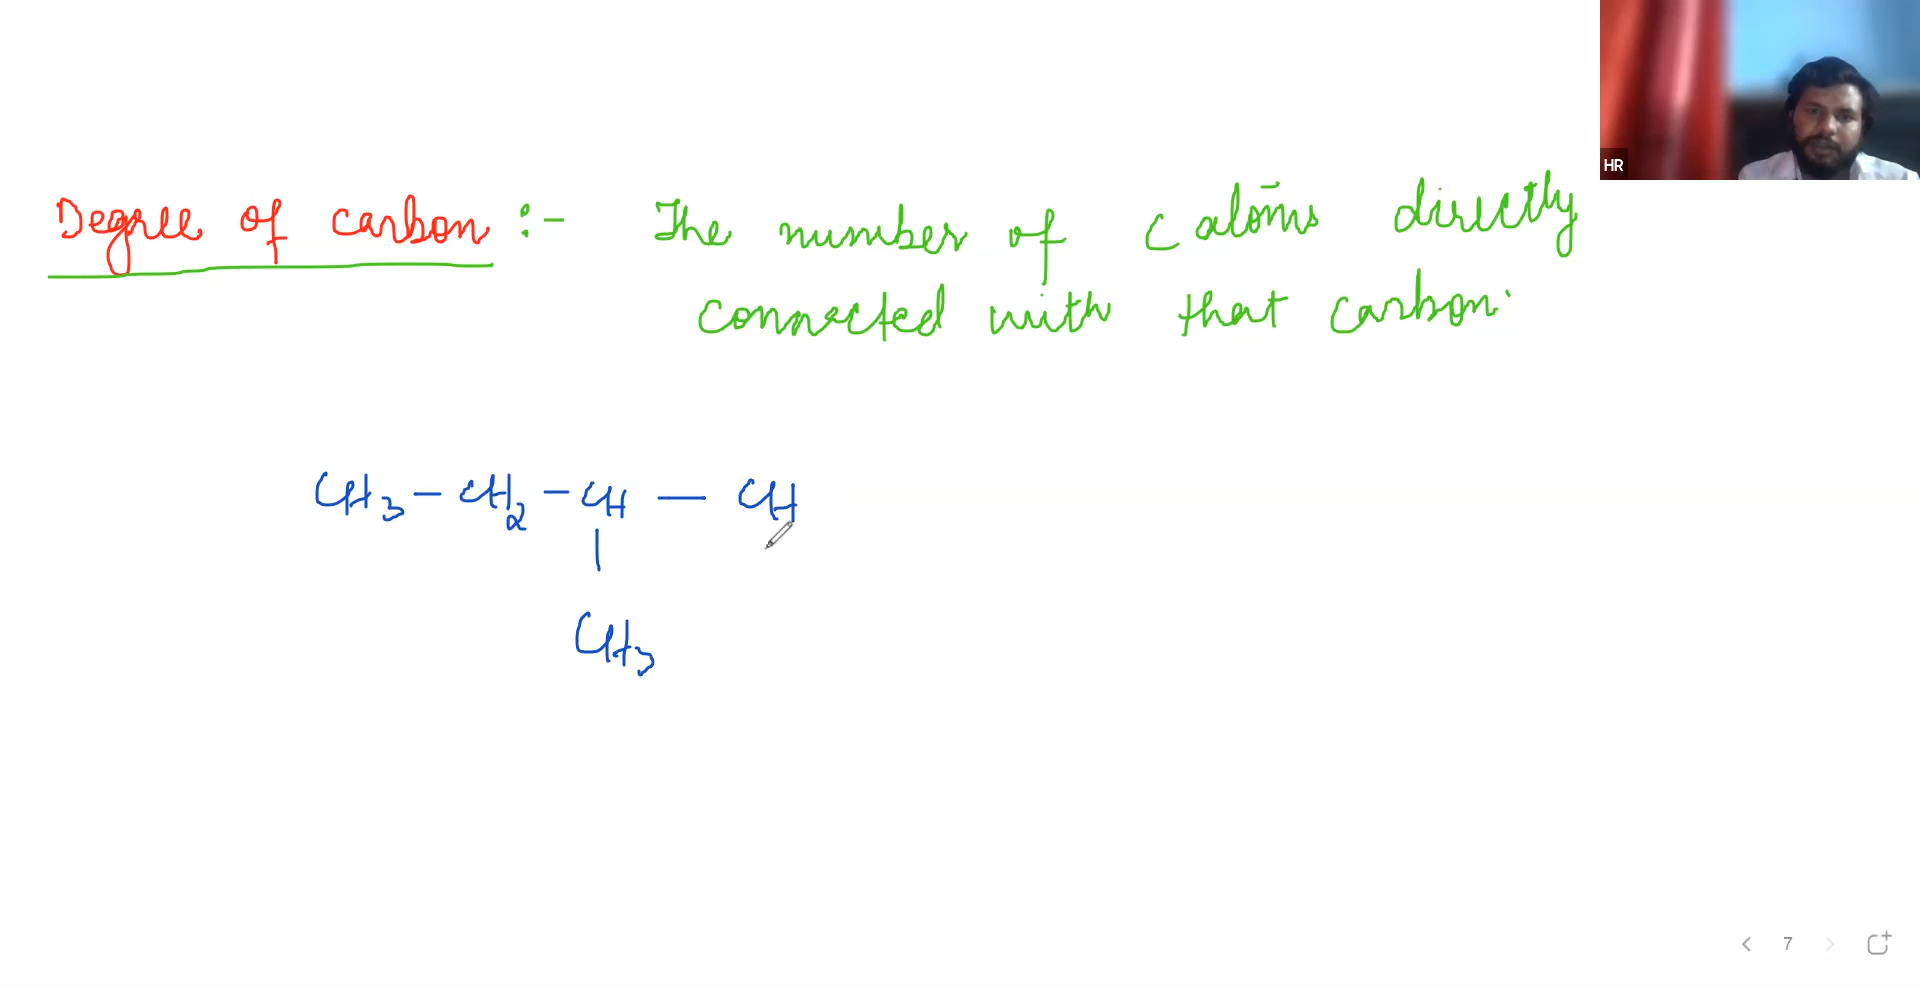 HR
Degree of carbon :- The number of C atoms directly
connected with that carbon.
CH3 - CH2 - CH — CH
|
CH3
7